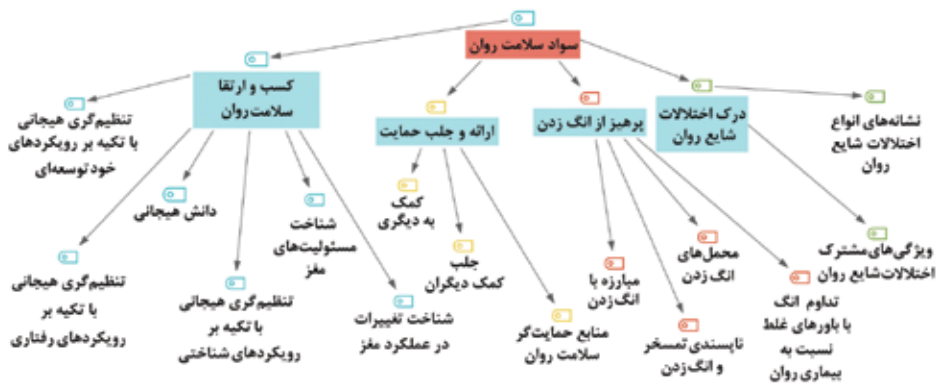 سواد سلامت روان
درک اختلالات
شایع روان
نشانه‌های انواع
اختلالات شایع
روان
ویژگی‌های مشترک
اختلالات شایع روان
پرهیز از انگ زدن
محمل‌های
انگ زدن
تداوم انگ
با باورهای غلط
نسبت به
بیماری روان
ناپسندی تمسخر
و انگ زدن
مبارزه با
انگ زدن
ارائه و جلب حمایت
کمک
به دیگری
جلب
کمک دیگران
منابع حمایت‌گر
سلامت روان
کسب و ارتقا
سلامت روان
شناخت
مسئولیت‌های
مغز
شناخت تغییرات
در عملکرد مغز
تنظیم‌گری هیجانی
با تکیه بر
رویکردهای شناختی
دانش هیجانی
تنظیم‌گری هیجانی
با تکیه بر
رویکردهای رفتاری
تنظیم‌گری هیجانی
با تکیه بر رویکردهای
خودتوسعه‌ای